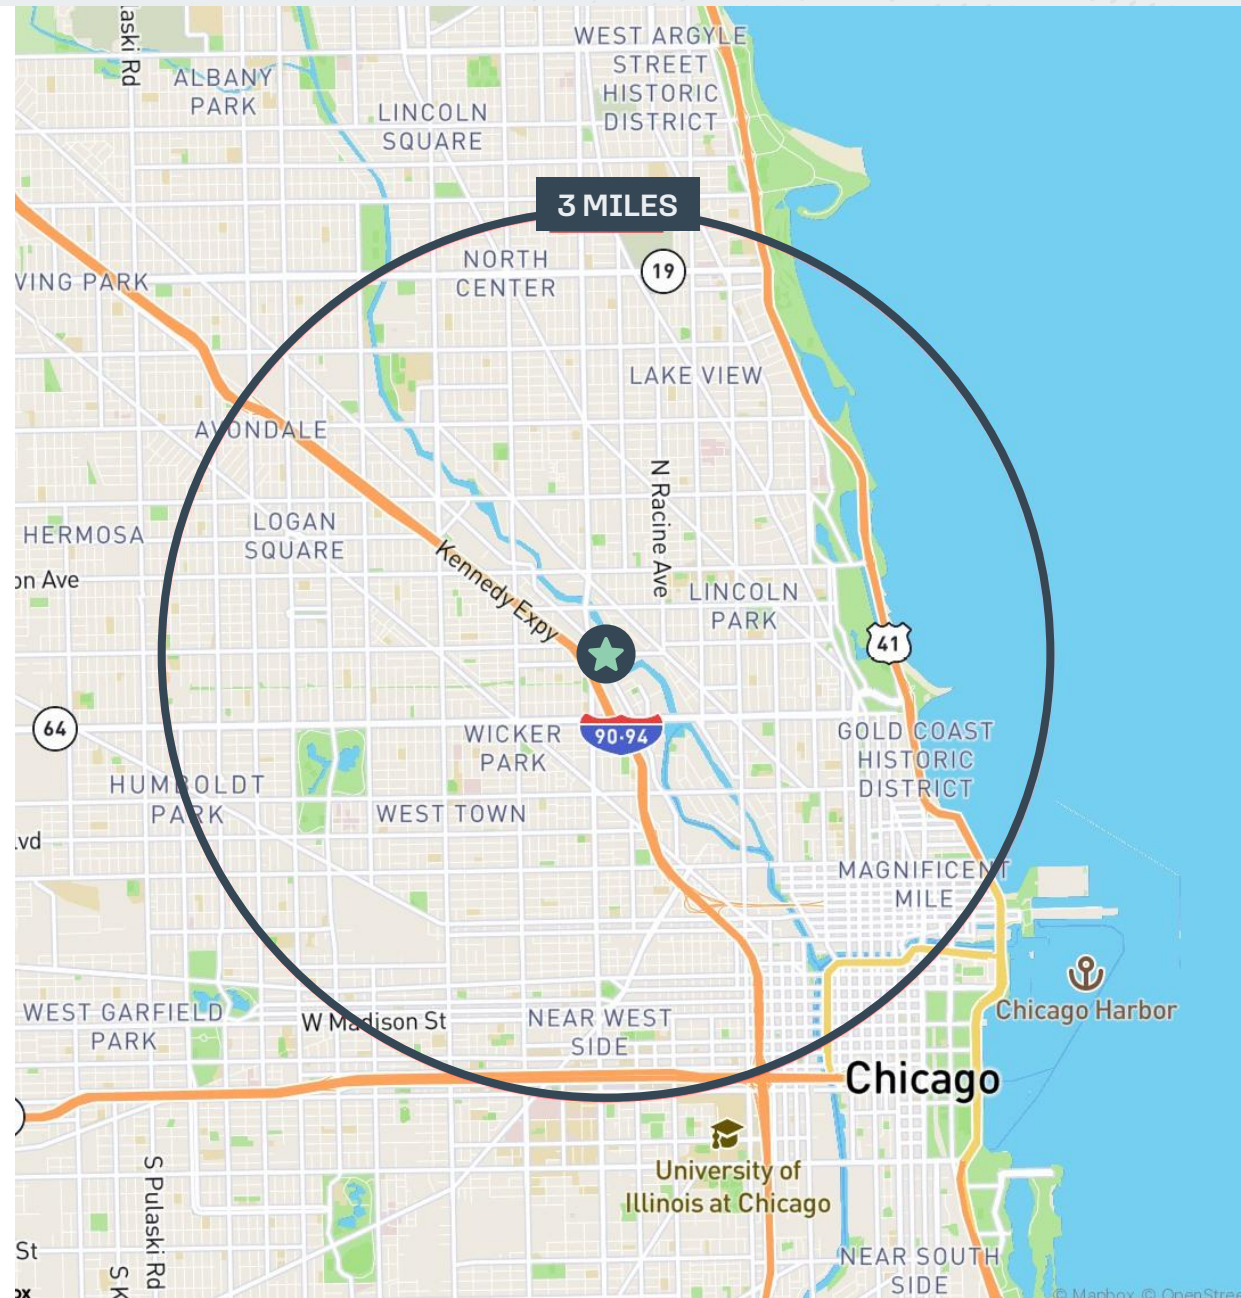 laski Rd
ALBANY
PARK
LINCOLN
SQUARE
WEST ARGYLE
STREET
HISTORIC
DISTRICT
3 MILES
VING PARK
NORTH
CENTER
19
LAKE VIEW
AVONDALE
N Racine Ave
HERMOSA
LOGAN
SQUARE
on Ave
Kennedy Expy
LINCOLN
PARK
41
64
WICKER
PARK
90-94
GOLD COAST
HISTORIC
DISTRICT
HUMBOLDT
PARK
WEST TOWN
lvd
MAGNIFICENT
MILE
WEST GARFIELD
PARK
W Madison St
NEAR WEST
SIDE
Chicago Harbor
Chicago
University of
Illinois at Chicago
S Pulaski Rd
St
S K
ox
NEAR SOUTH
SIDE
© Mapbox © OpenStree